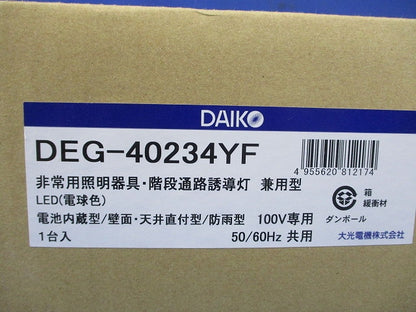 DAIKO
DEG-40234YF
4 955620 812174
非常用照明器具・階段通路誘導灯 兼用型
LED(電球色)
箱
緩衝材
電池内蔵型/壁面・天井直付型/防雨型 100V専用
ダンボール
1台入 50/60Hz 共用
大光電機株式会社